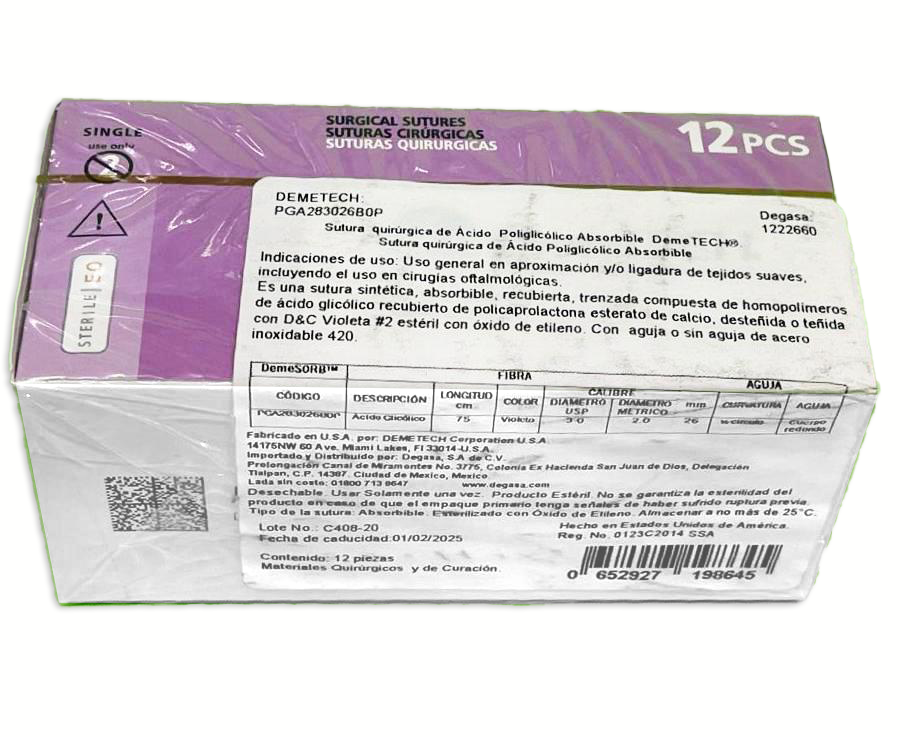 SINGLE
use only
2
STERILE EO
SURGICAL SUTURES
SUTURAS CIRÚRGICAS
SUTURAS QUIRURGICAS
12 PCS
DEMETECH:
PGA283026B0P
Degasa:
1222660
Sutura quirúrgica de Ácido Poliglicólico Absorbible DemeTECH®.
Sutura quirúrgica de Ácido Poliglicólico Absorbible
Indicaciones de uso: Uso general en aproximación y/o ligadura de tejidos suaves,
incluyendo el uso en cirugías oftalmológicas.
Es una sutura sintética, absorbible, recubierta, trenzada compuesta de homopolimeros
de ácido glicólico recubierto de policaprolactona esterato de calcio, desteñida o teñida
con D&C Violeta #2 estéril con óxido de etileno. Con aguja o sin aguja de acero
inoxidable 420.
DemeSORB™ FIBRA AGUJA
CÓDIGO DESCRIPCIÓN LONGITUD cm COLOR CALIBRE DIAMETRO USP DIAMETRO METRICO mm CURVATURA AGUJA
PGA283026B0P Acido Glicólico 75 Violeta 3 0 2.0 26 Cuerpo redondo
Fabricado en U.S.A. por: DEMETECH Corporation U.S.A
14175NW 60 Ave. Miami Lakes, Fl 33014-U.S.A.
Importado y Distribuido por: Degasa, S.A de C.V.
Prolongación Canal de Miramontes No. 3775, Colonia Ex Hacienda San Juan de Dios, Delegación
Tlalpan, C.P. 14387, Ciudad de Mexico, Mexico
Lada sin costo: 01800 713 8647 www.degasa.com
Desechable. Usar Solamente una vez. Producto Estéril. No se garantiza la esterilidad del
producto en caso de que el empaque primario tenga señales de haber sufrido ruptura previa.
Tipo de la sutura: Absorbible. Esterilizado con Óxido de Etileno. Almacenar a no más de 25°C.
Lote No.: C408-20
Hecho en Estados Unidos de América.
Fecha de caducidad:01/02/2025
Reg. No. 0123C2014 SSA
Contenido: 12 piezas
Materiales Quirúrgicos y de Curación.
0 652927 198645